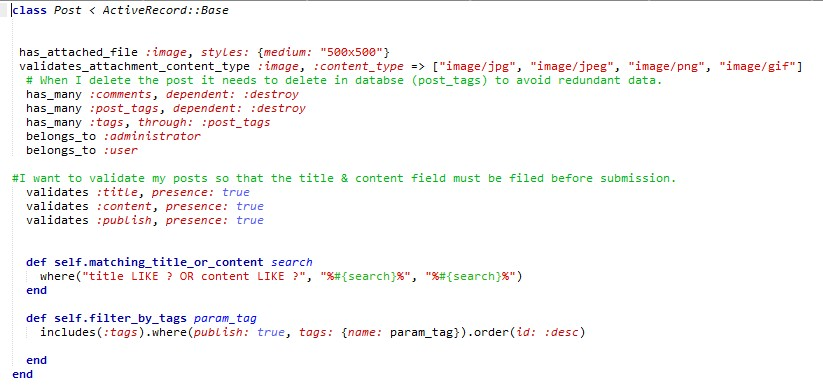 class Post < ActiveRecord::Base
has_attached_file :image, styles: {medium: "500x500"}
validates_attachment_content_type :image, :content_type => ["image/jpg", "image/jpeg", "image/png", "image/gif"]
# When I delete the post it needs to delete in databse (post_tags) to avoid redundant data.
has_many :comments, dependent: :destroy
has_many :post_tags, dependent: :destroy
has_many :tags, through: :post_tags
belongs_to :administrator
belongs_to :user
#I want to validate my posts so that the title & content field must be filed before submission.
validates :title, presence: true
validates :content, presence: true
validates :publish, presence: true
def self.matching_title_or_content search
where("title LIKE ? OR content LIKE ?", "%#{search}%", "%#{search}%")
end
def self.filter_by_tags param_tag
includes(:tags).where(publish: true, tags: {name: param_tag}).order(id: :desc)
end
end